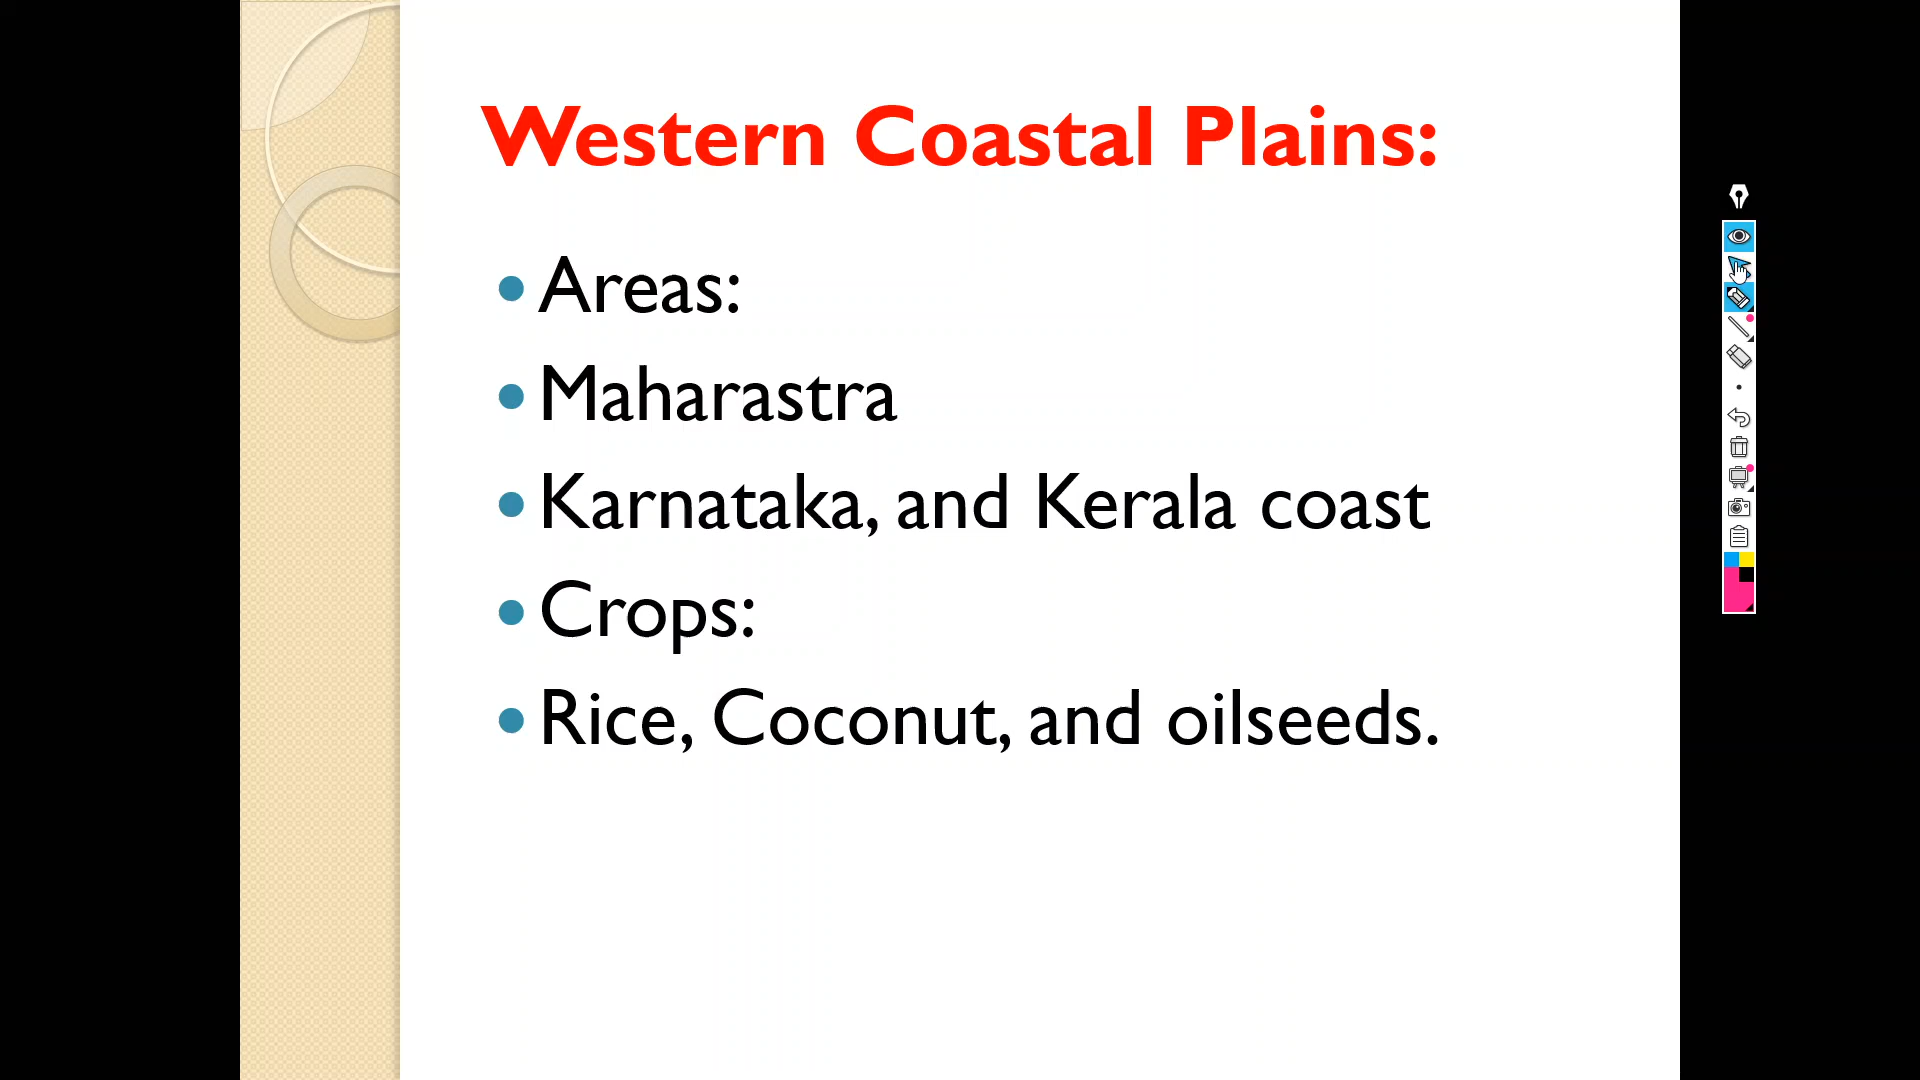 Western Coastal Plains:
Areas:
Maharastra
Karnataka, and Kerala coast
Crops:
Rice, Coconut, and oilseeds.